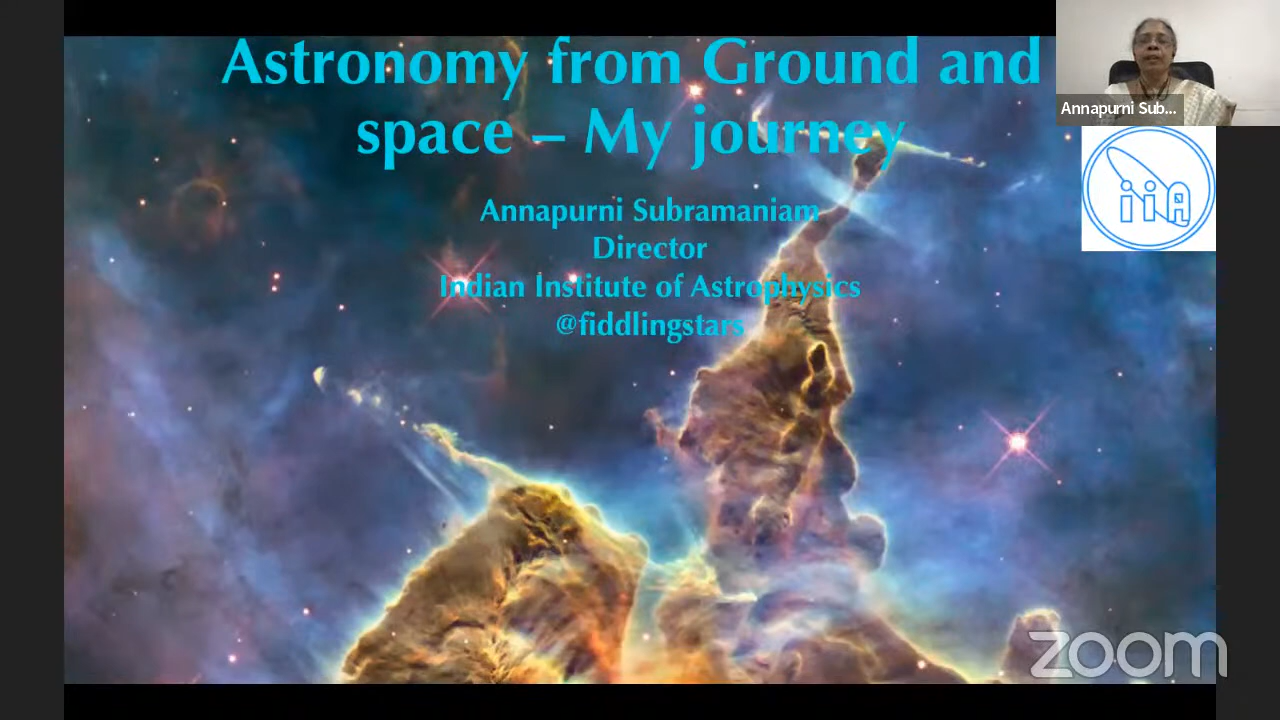 Astronomy from Ground and
space – My journey
Annapurni Subramaniam
Director
Indian Institute of Astrophysics
@fiddlingstars
Annapurni Sub...
iiA
zoom